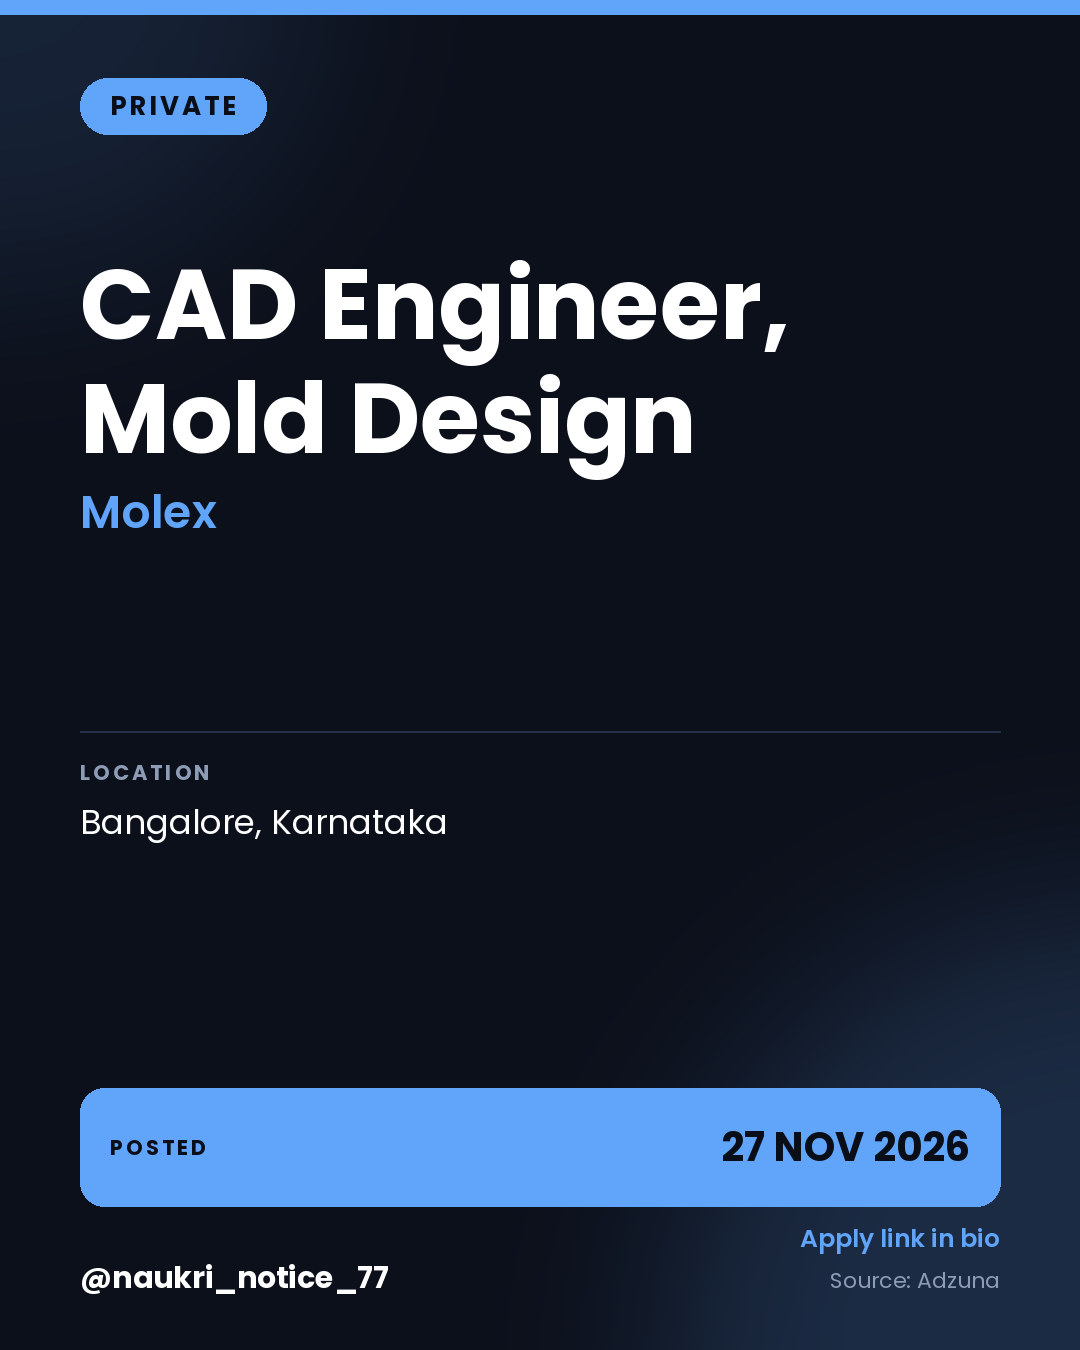 PRIVATE
CAD Engineer,
Mold Design
Molex
LOCATION
Bangalore, Karnataka
POSTED
27 NOV 2026
Apply link in bio
@naukri_notice_77
Source: Adzuna